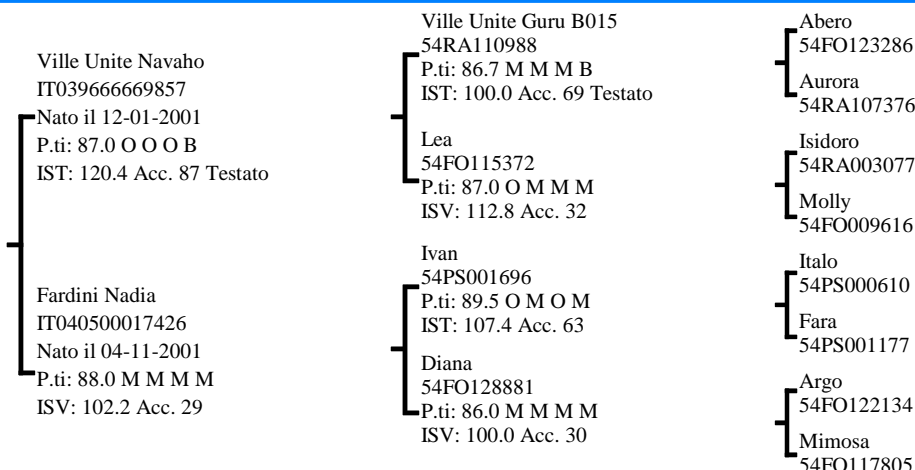 Ville Unite Navaho
IT039666669857
Nato il 12-01-2001
P.ti: 87.0 O O O B
IST: 120.4 Acc. 87 Testato
Fardini Nadia
IT040500017426
Nato il 04-11-2001
P.ti: 88.0 M M M M
ISV: 102.2 Acc. 29
Ville Unite Guru B015
54RA110988
P.ti: 86.7 M M M B
IST: 100.0 Acc. 69 Testato
Lea
54FO115372
P.ti: 87.0 O M M M
ISV: 112.8 Acc. 32
Ivan
54PS001696
P.ti: 89.5 O M O M
IST: 107.4 Acc. 63
Diana
54FO128881
P.ti: 86.0 M M M M
ISV: 100.0 Acc. 30
Abero
54FO123286
Aurora
54RA107376
Isidoro
54RA003077
Molly
54FO009616
Italo
54PS000610
Fara
54PS001177
Argo
54FO122134
Mimosa
54FO117805